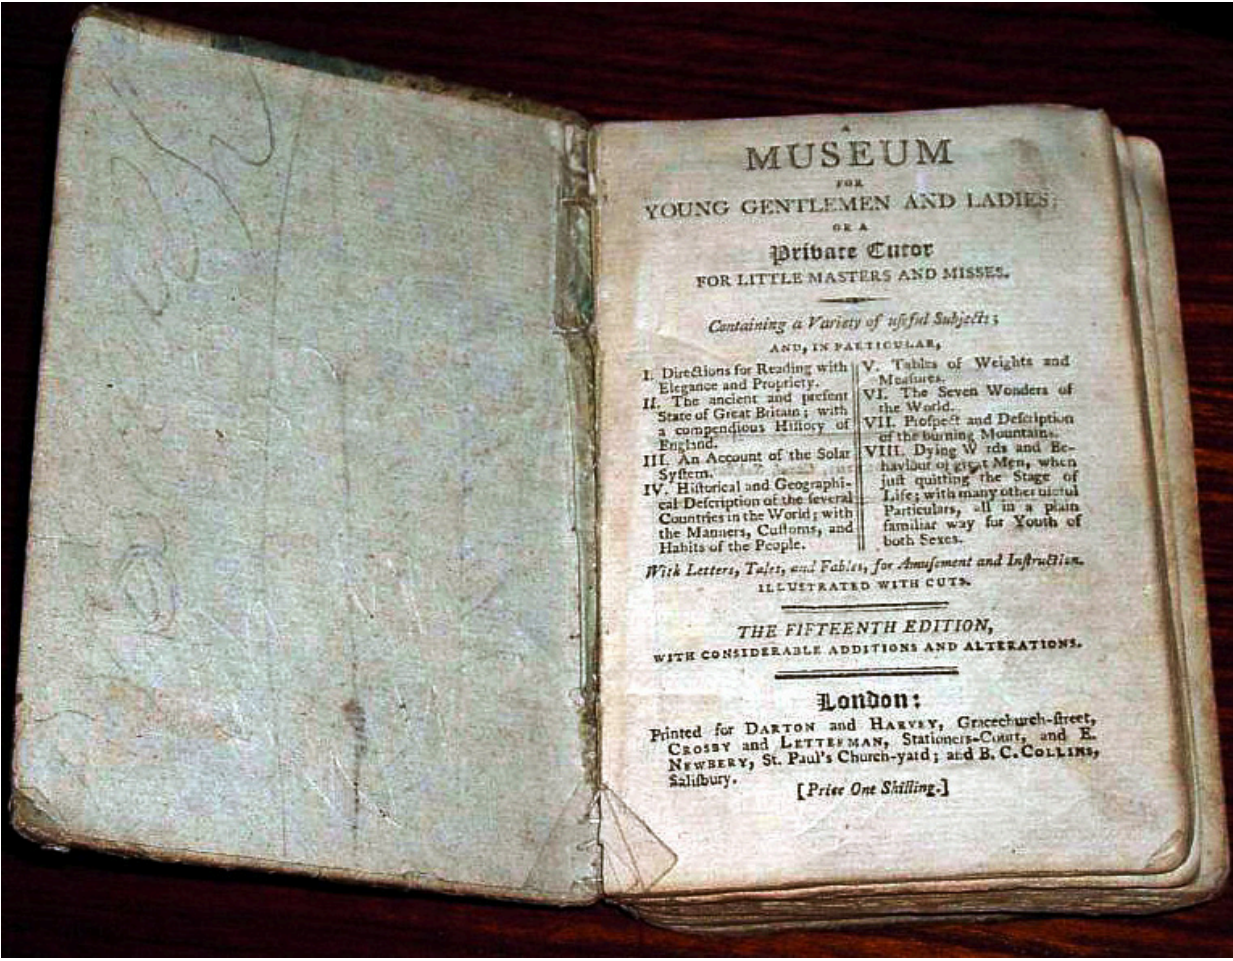 A
MUSEUM
FOR
YOUNG GENTLEMEN AND LADIES;
OR A
Private Tutor
FOR LITTLE MASTERS AND MISSES.
Containing a Variety of uſeful Subjects;
AND, IN PARTICULAR,
I. Directions for Reading with
Elegance and Propriety.
II. The ancient and preſent
State of Great Britain; with
a compendious Hiſtory of
England.
III. An Account of the Solar
Syſtem.
IV. Hiſtorical and Geographi-
cal Deſcription of the ſeveral
Countries in the World; with
the Manners, Cuſtoms, and
Habits of the People.
V. Tables of Weights and
Meaſures.
VI. The Seven Wonders of
the World.
VII. Proſpect and Deſcription
of the burning Mountains.
VIII. Dying W rds and Be-
haviour of great Men, when
juſt quitting the Stage of
Life; with many other uſeful
Particulars, all in a plain
familiar way for Youth of
both Sexes.
With Letters, Tales, and Fables, for Amuſement and Inſtruction.
ILLUSTRATED WITH CUTS.
THE FIFTEENTH EDITION,
WITH CONSIDERABLE ADDITIONS AND ALTERATIONS.
London:
Printed for DARTON and HARVEY, Gracechurch-ſtreet,
CROSBY and LETTERMAN, Stationers-Court, and E.
NEWBERY, St. Paul's Church-yard; and B. C. COLLINS,
Saliſbury.
[Price One Shilling.]